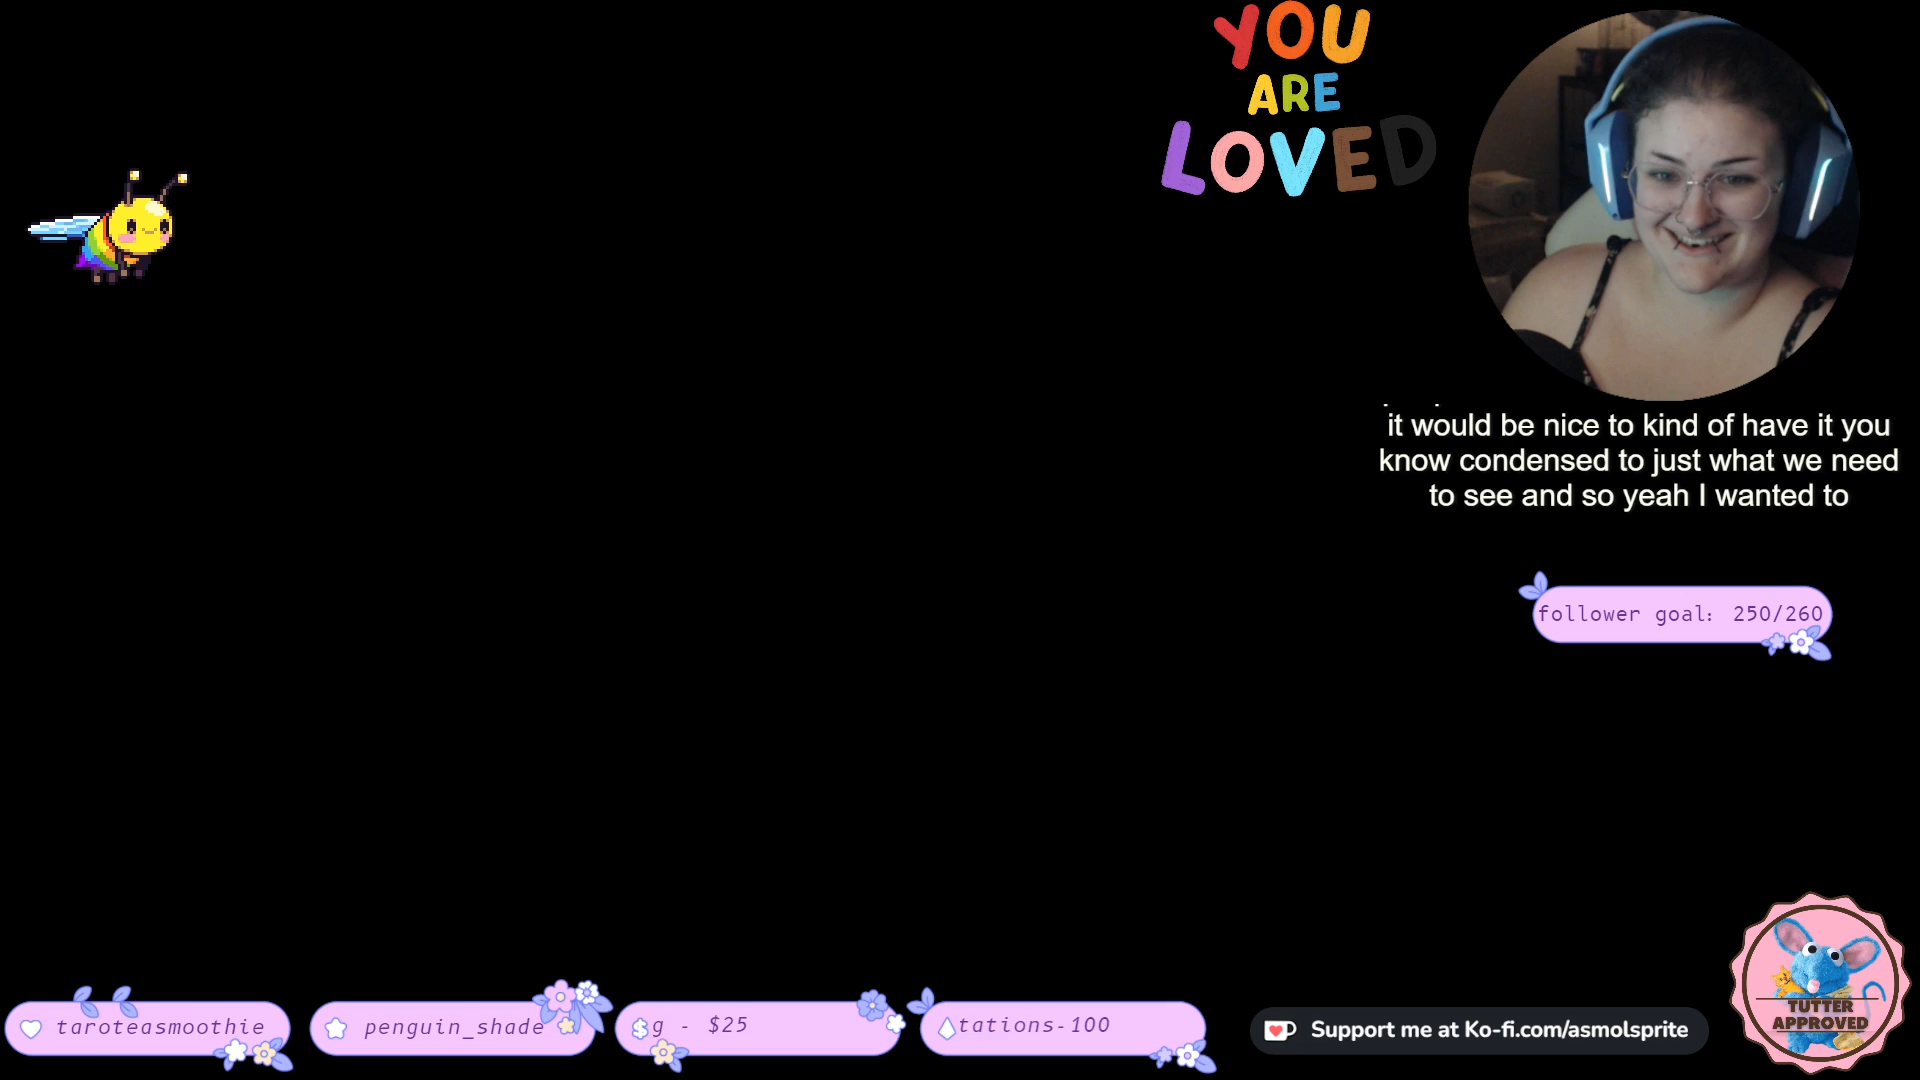 YOU
ARE
LOVED
it would be nice to kind of have it you
know condensed to just what we need
to see and so yeah I wanted to
follower goal: 250/260
taroteasmoothie
penguin_shade
g - $25
tations-100
Support me at Ko-fi.com/asmolsprite
TUTTER
APPROVED